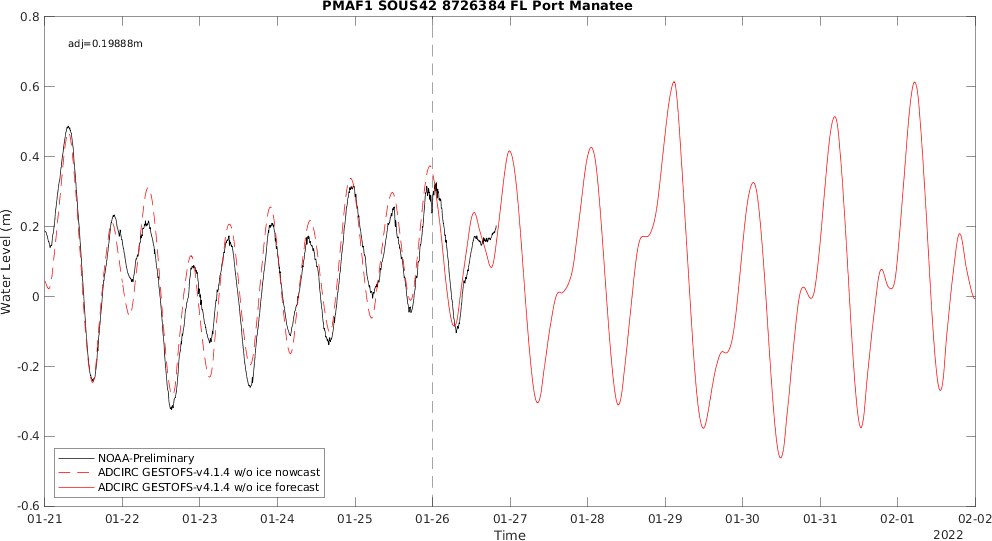 PMAF1 SOUS42 8726384 FL Port Manatee
adj=0.19888m
0.8
0.6
0.4
0.2
0
-0.2
-0.4
-0.6
Water Level (m)
NOAA-Preliminary
ADCIRC GESTOFS-v4.1.4 w/o ice nowcast
ADCIRC GESTOFS-v4.1.4 w/o ice forecast
01-21 01-22 01-23 01-24 01-25 01-26 01-27 01-28 01-29 01-30 01-31 02-01 02-02
Time
2022